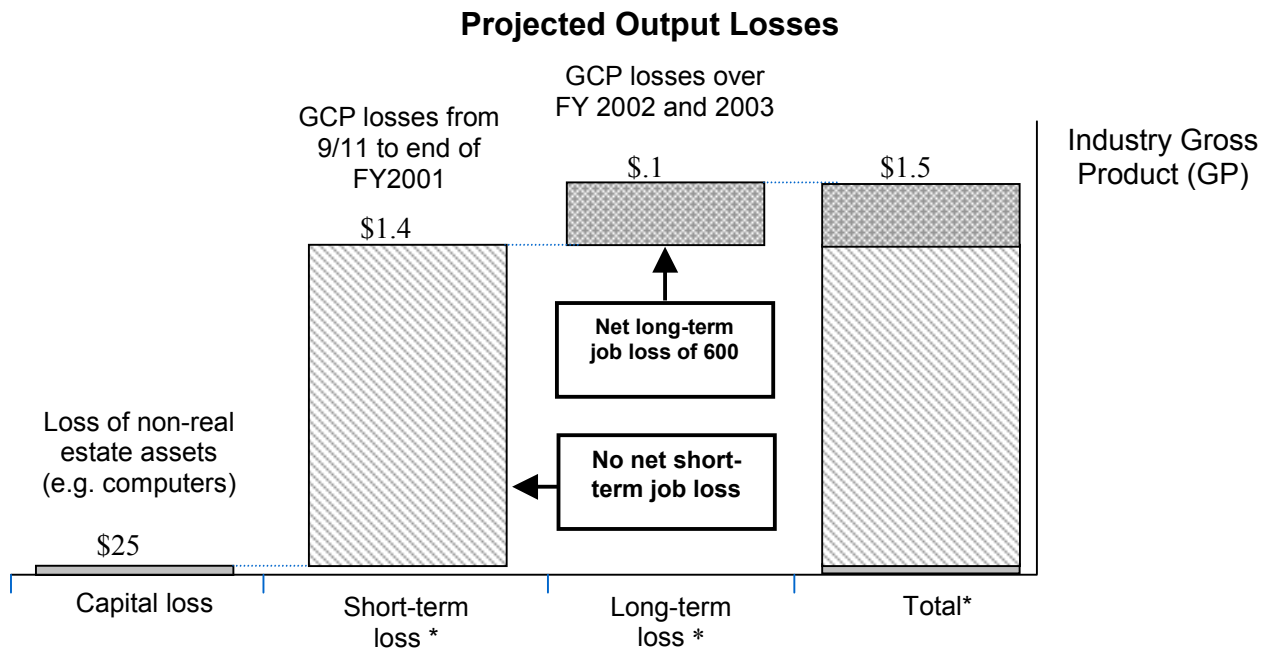 Projected Output Losses
GCP losses over
FY 2002 and 2003
GCP losses from
9/11 to end of
FY2001
Industry Gross
Product (GP)
$.1
$1.5
$1.4
Net long-term
job loss of 600
Loss of non-real
estate assets
(e.g. computers)
No net short-
term job loss
$25
Capital loss
Short-term
loss *
Long-term
loss *
Total*